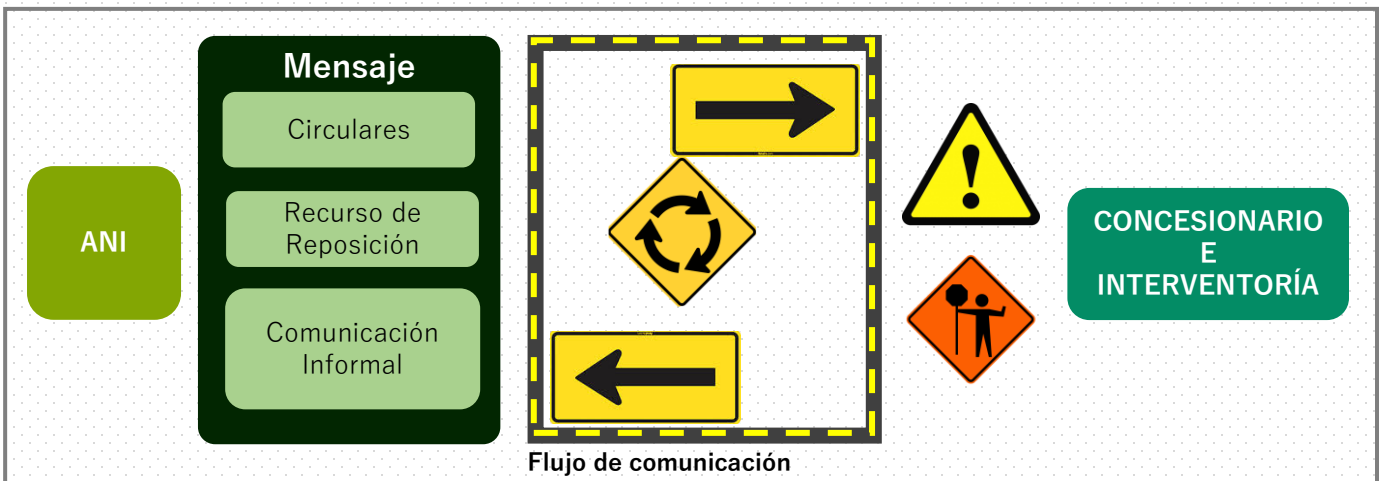 ANI
Mensaje
Circulares
Recurso de
Reposición
Comunicación
Informal
CONCESIONARIO
E
INTERVENTORÍA
Flujo de comunicación